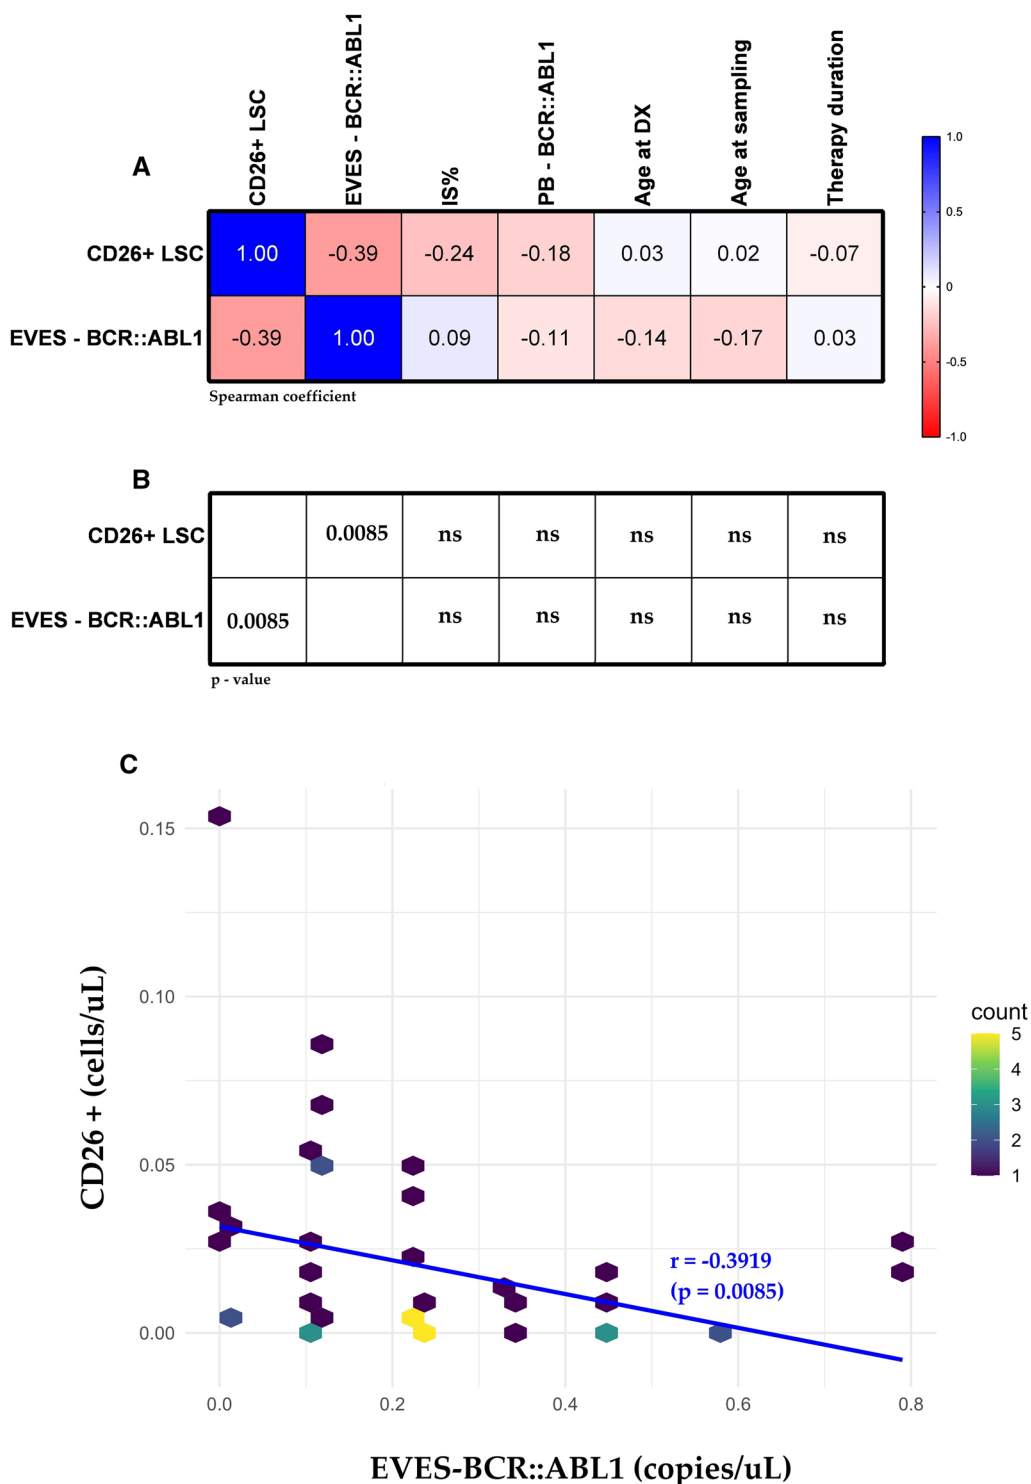 A
CD26+ LSC
EVES - BCR::ABL1
IS%
PB - BCR::ABL1
Age at DX
Age at sampling
Therapy duration
CD26+ LSC 1.00 -0.39 -0.24 -0.18 0.03 0.02 -0.07
EVES - BCR::ABL1 -0.39 1.00 0.09 -0.11 -0.14 -0.17 0.03
Spearman coefficient
1.0
0.5
0
-0.5
-1.0
B
CD26+ LSC 0.0085 ns ns ns ns ns
EVES - BCR::ABL1 0.0085 ns ns ns ns ns
p - value
C
CD26 + (cells/uL)
0.15
0.10
0.05
0.00
r = -0.3919
(p = 0.0085)
0.0 0.2 0.4 0.6 0.8
EVES-BCR::ABL1 (copies/uL)
count
5
4
3
2
1